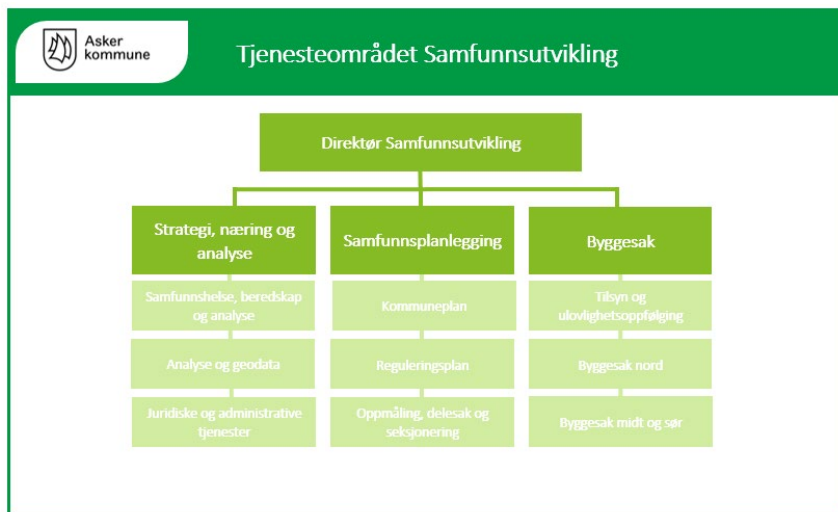 Asker
kommune
Tjenesteområdet Samfunnsutvikling
Direktør Samfunnsutvikling
Strategi, næring og
analyse
Samfunnshelse, beredskap
og analyse
Analyse og geodata
Juridiske og administrative
tjenester
Samfunnsplanlegging
Kommuneplan
Reguleringsplan
Oppmåling, delesak og
seksjonering
Byggesak
Tilsyn og
ulovlighetsoppfølging
Byggesak nord
Byggesak midt og sør